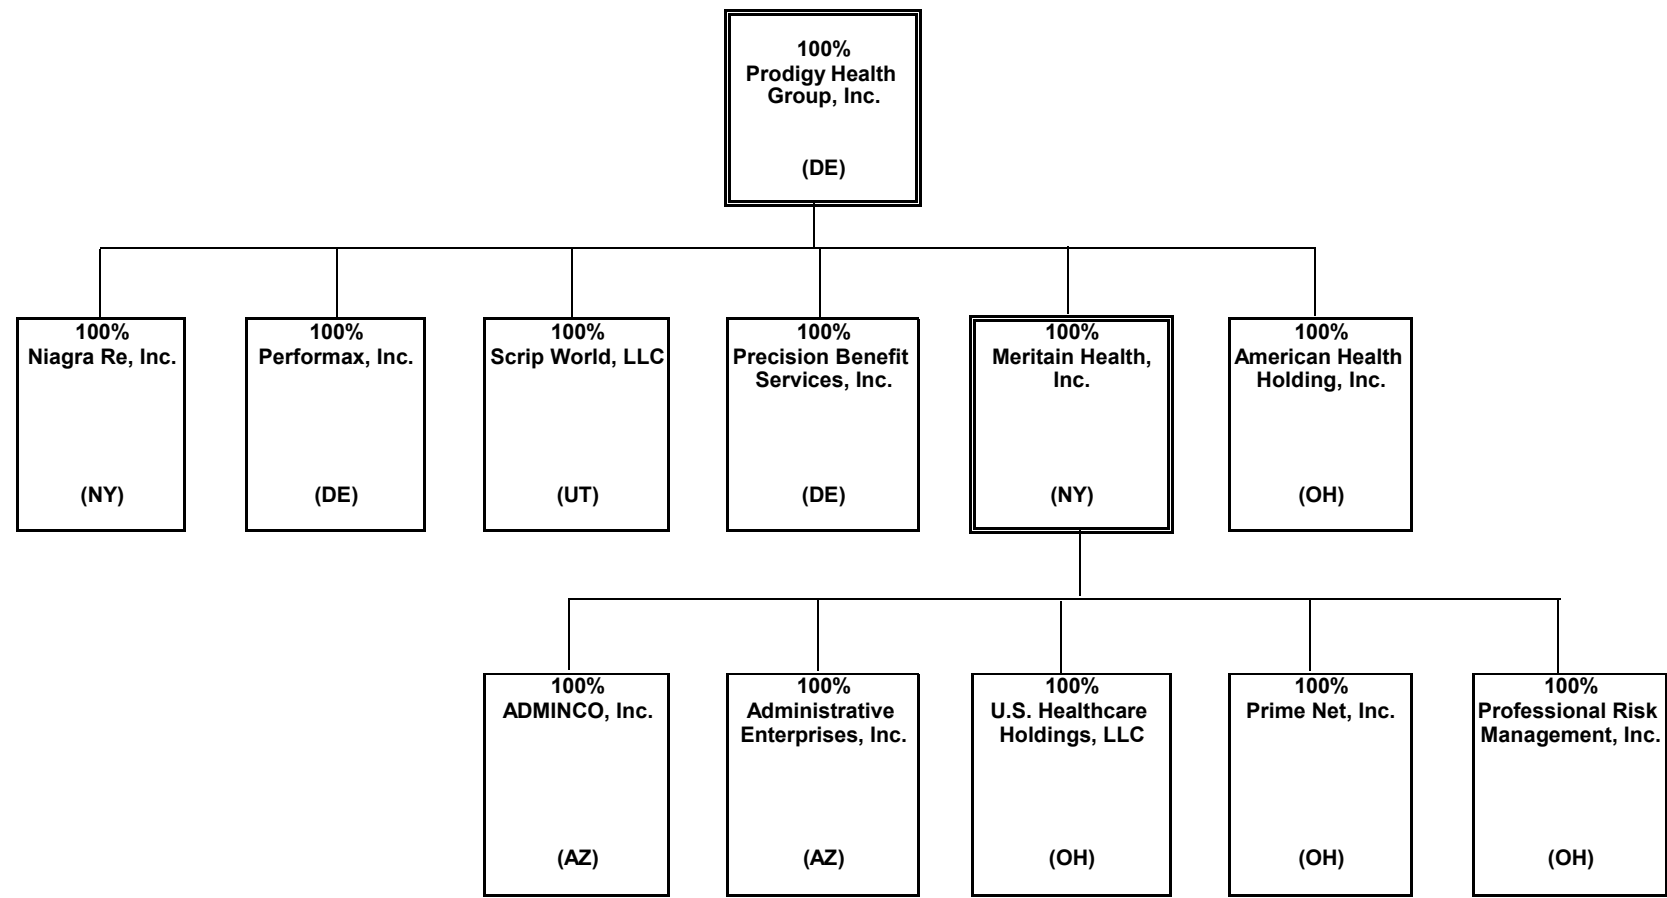 100%
Prodigy Health
Group, Inc.
(DE)
100%
Niagra Re, Inc.
(NY)
100%
Performax, Inc.
(DE)
100%
Scrip World, LLC
(UT)
100%
Precision Benefit
Services, Inc.
(DE)
100%
Meritain Health,
Inc.
(NY)
100%
American Health
Holding, Inc.
(OH)
100%
ADMINCO, Inc.
(AZ)
100%
Administrative
Enterprises, Inc.
(AZ)
100%
U.S. Healthcare
Holdings, LLC
(OH)
100%
Prime Net, Inc.
(OH)
100%
Professional Risk
Management, Inc.
(OH)